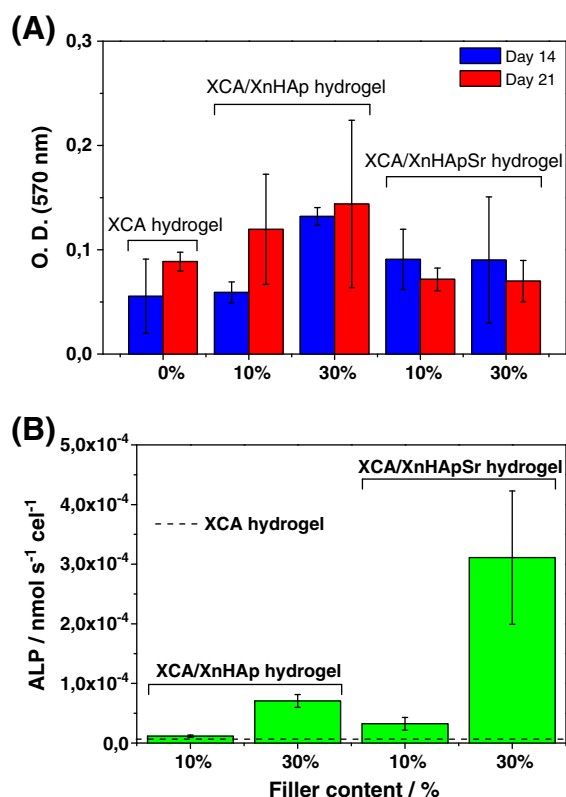 (A)
0,3
0,2
0,1
0,0
O. D. (570 nm)
Day 14
Day 21
XCA/XnHAp hydrogel
XCA/XnHApSr hydrogel
XCA hydrogel
0%
10%
30%
10%
30%
(B)
5,0x10⁻⁴
4,0x10⁻⁴
3,0x10⁻⁴
2,0x10⁻⁴
1,0x10⁻⁴
0,0
ALP / nmol s⁻¹ cel⁻¹
XCA/XnHApSr hydrogel
XCA hydrogel
XCA/XnHAp hydrogel
10%
30%
10%
30%
Filler content / %